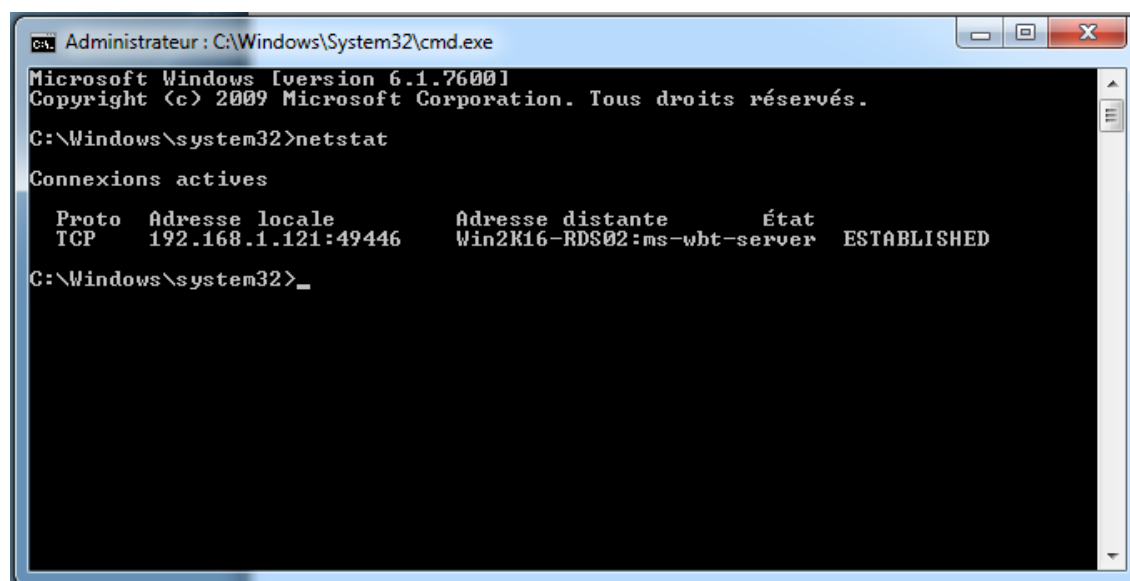 Administrateur : C:\Windows\System32\cmd.exe
Microsoft Windows [version 6.1.7600]
Copyright (c) 2009 Microsoft Corporation. Tous droits réservés.
C:\Windows\system32>netstat
Connexions actives
Proto  Adresse locale         Adresse distante       État
TCP    192.168.1.121:49446    Win2K16-RDS02:ms-wbt-server  ESTABLISHED
C:\Windows\system32>_